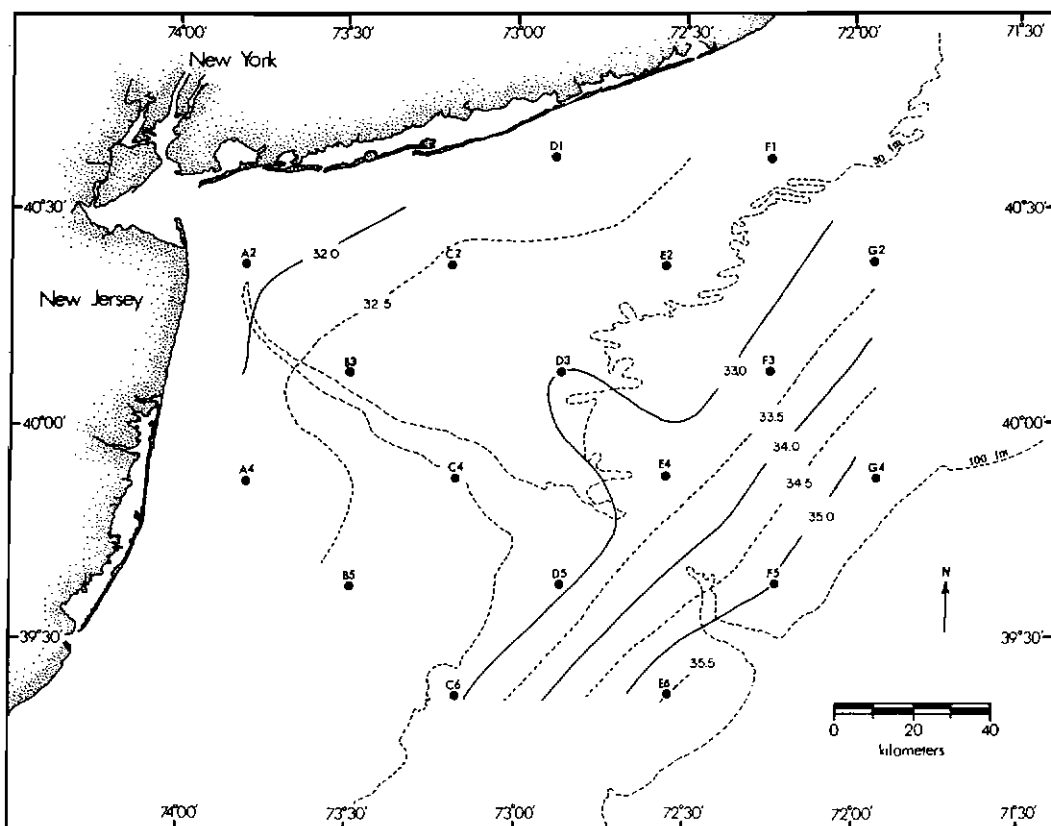 74°00' 73°30' 73°00' 72°30' 72°00' 71°30'
New York
D1 F1
30 fm
40°30' 40°30'
A2 32.0 C2 E2 G2
New Jersey
32.5
B3 D3 F3
33.0
40°00' 33.5 40°00'
34.0
A4 C4 E4 34.5 G4 100 fm
35.0
B5 D5 F5
N
39°30' 39°30'
35.5
C6 E6
0 20 40
kilometers
74°00' 73°30' 73°00' 72°30' 72°00' 71°30'